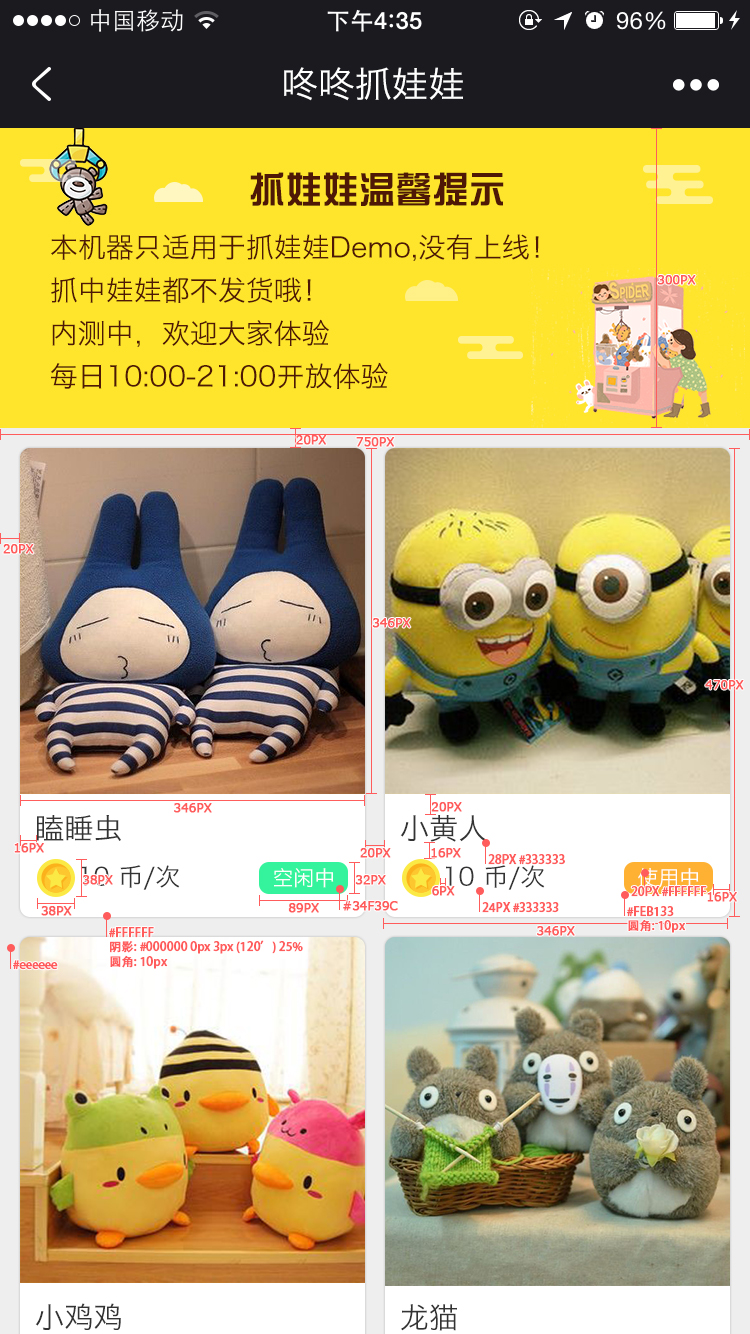 中国移动
下午4:35
96%
咚咚抓娃娃
抓娃娃温馨提示
本机器只适用于抓娃娃Demo,没有上线!
抓中娃娃都不发货哦!
内测中，欢迎大家体验
每日10:00-21:00开放体验
SPIDER
300PX
20PX
750PX
20PX
346PX
470PX
346PX
20PX
瞌睡虫
小黄人
16PX
20PX
16PX
28PX #333333
38PX
10 币/次
空闲中
32PX
10 币/次
6PX
使用中
20PX #FFFFFF
16PX
38PX
89PX
#34F39C
24PX #333333
#FEB133
圆角: 10px
346PX
#FFFFFF
阴影: #000000 0px 3px (120′) 25%
圆角: 10px
#eeeeee
小鸡鸡
龙猫